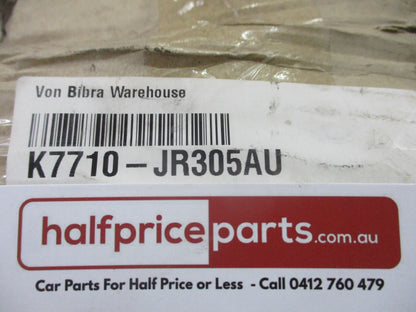 Von Bibra Warehouse
K7710-JR305AU
halfpriceparts.com.au
Car Parts For Half Price or Less - Call 0412 760 479